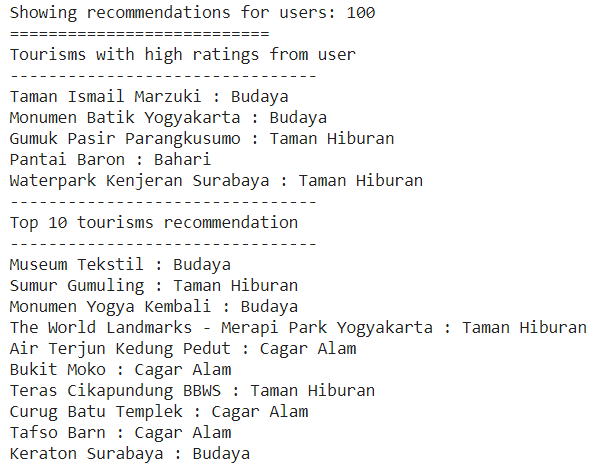 Showing recommendations for users: 100
===========================
Tourisms with high ratings from user
--------------------------------
Taman Ismail Marzuki : Budaya
Monumen Batik Yogyakarta : Budaya
Gumuk Pasir Parangkusumo : Taman Hiburan
Pantai Baron : Bahari
Waterpark Kenjeran Surabaya : Taman Hiburan
--------------------------------
Top 10 tourisms recommendation
--------------------------------
Museum Tekstil : Budaya
Sumur Gumuling : Taman Hiburan
Monumen Yogya Kembali : Budaya
The World Landmarks - Merapi Park Yogyakarta : Taman Hiburan
Air Terjun Kedung Pedut : Cagar Alam
Bukit Moko : Cagar Alam
Teras Cikapundung BBWS : Taman Hiburan
Curug Batu Templek : Cagar Alam
Tafso Barn : Cagar Alam
Keraton Surabaya : Budaya